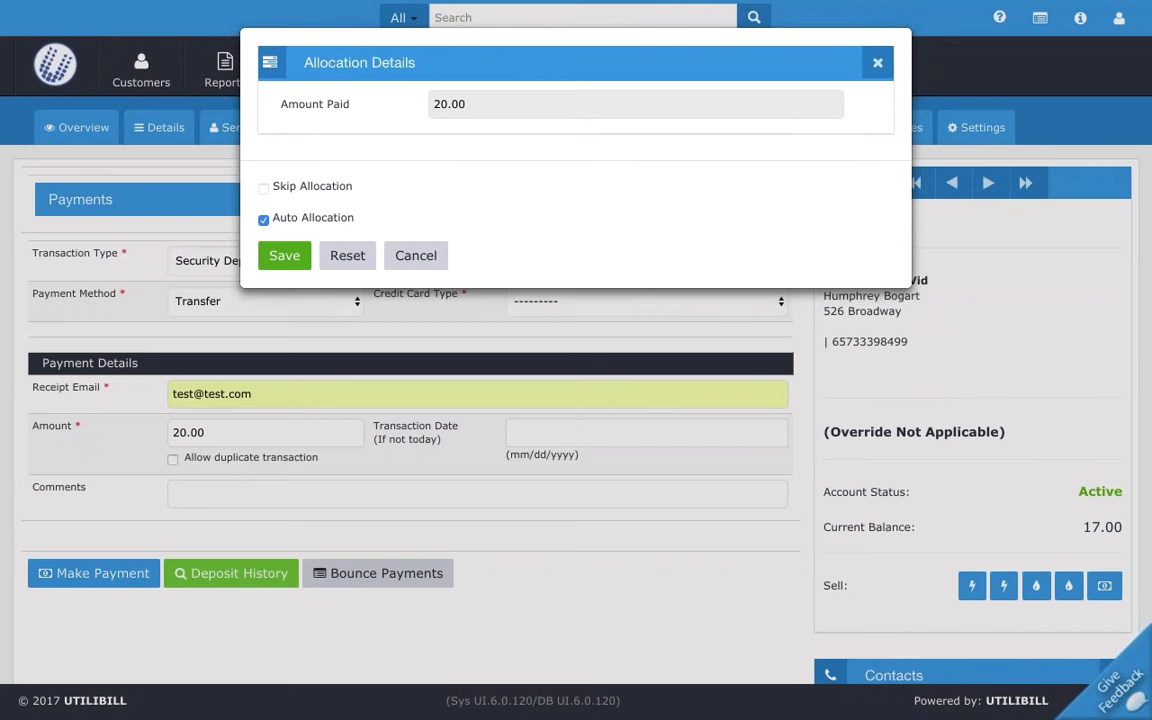 All
Search
Customers
Report
Allocation Details
Amount Paid
20.00
Skip Allocation
Auto Allocation
Save
Reset
Cancel
Overview
Details
Settings
Payments
Transaction Type *
Payment Method *
Transfer
Credit Card Type *
---------
Payment Details
Receipt Email *
test@test.com
Amount *
20.00
Transaction Date
(If not today)
(mm/dd/yyyy)
Allow duplicate transaction
Comments
Make Payment
Deposit History
Bounce Payments
Humphrey Bogart
526 Broadway
| 65733398499
(Override Not Applicable)
Account Status:
Active
Current Balance:
17.00
Sell:
Contacts
Give
Feedback
© 2017 UTILIBILL
(Sys UI.6.0.120/DB UI.6.0.120)
Powered by: UTILIBILL